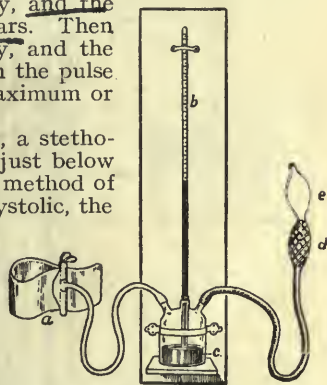 y, and the
ars. Then
y, and the
n the pulse
aximum or
, a stetho-
just below
method of
ystolic, the
b
e
d
a
c.